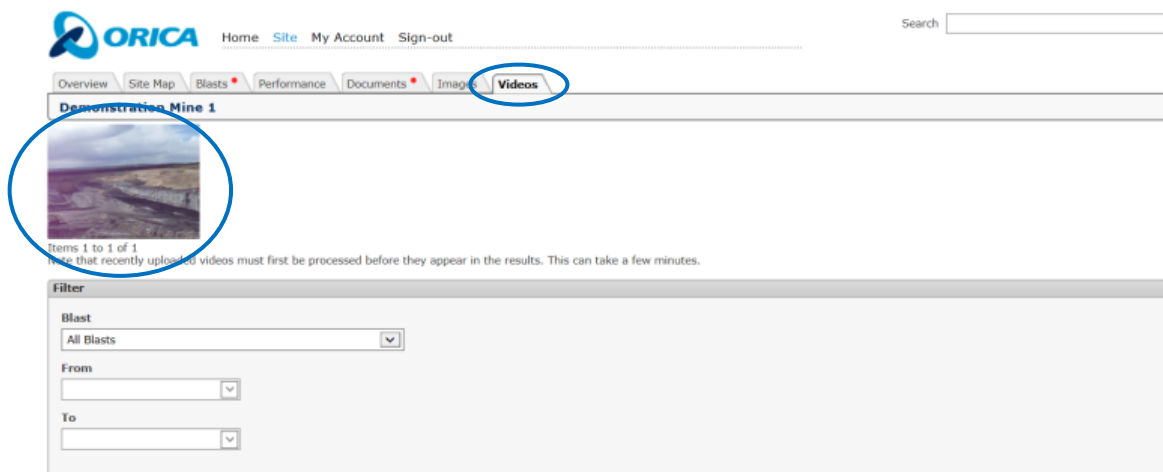 ORICA
Home Site My Account Sign-out
Search
Overview Site Map Blasts Performance Documents Images Videos
Demonstration Mine 1
Items 1 to 1 of 1
Note that recently uploaded videos must first be processed before they appear in the results. This can take a few minutes.
Filter
Blast
All Blasts
From
To